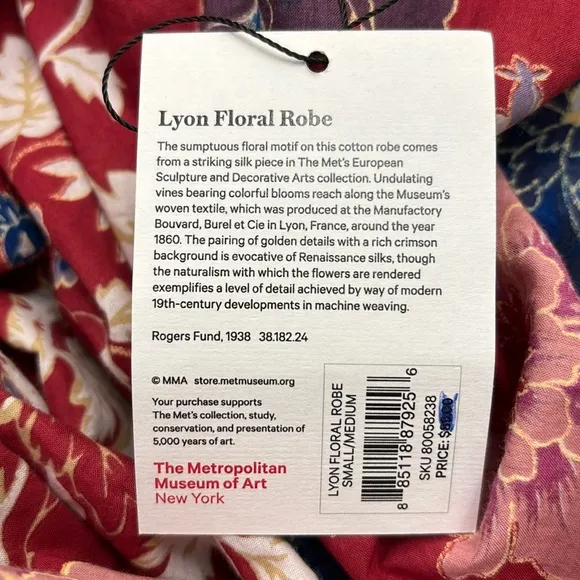 Lyon Floral Robe
The sumptuous floral motif on this cotton robe comes
from a striking silk piece in The Met's European
Sculpture and Decorative Arts collection. Undulating
vines bearing colorful blooms reach along the Museum's
woven textile, which was produced at the Manufactory
Bouvard, Burel et Cie in Lyon, France, around the year
1860. The pairing of golden details with a rich crimson
background is evocative of Renaissance silks, though
the naturalism with which the flowers are rendered
exemplifies a level of detail achieved by way of modern
19th-century developments in machine weaving.
Rogers Fund, 1938 38.182.24
© MMA store.metmuseum.org
Your purchase supports
The Met's collection, study,
conservation, and presentation of
5,000 years of art.
The Metropolitan
Museum of Art
New York
LYON FLORAL ROBE
SMALL/MEDIUM
8 85118 87925 6
SKU 80058238
PRICE: